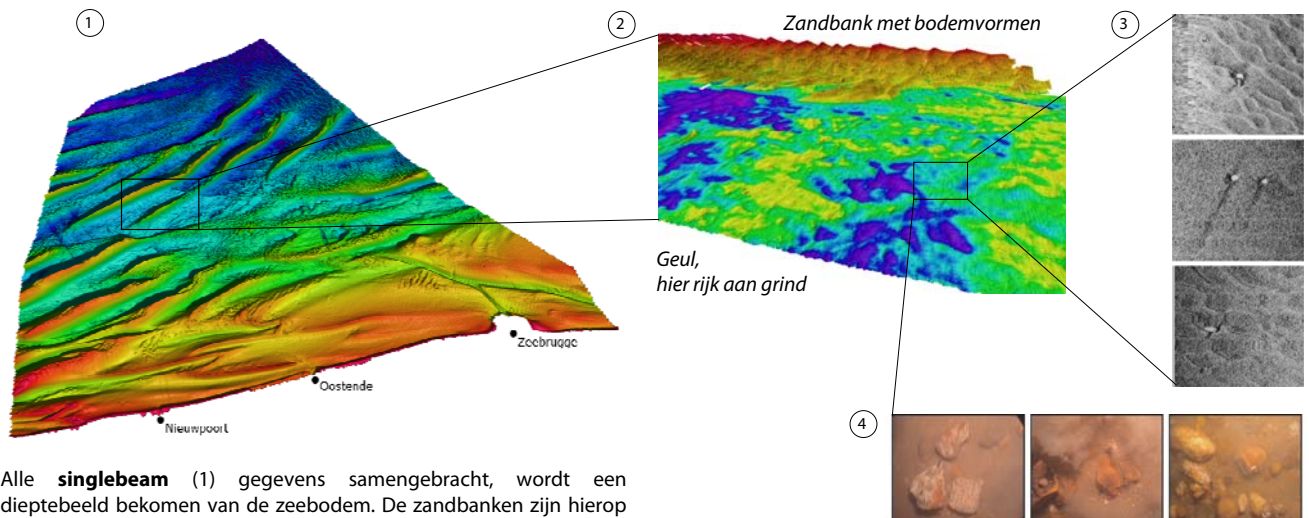 1
2
Zandbank met bodemvormen
3
Geul,
hier rijk aan grind
Zeebrugge
Oostende
Nieuwpoort
4
Alle singlebeam (1) gegevens samengebracht, wordt een
dieptebeeld bekomen van de zeebodem. De zandbanken zijn hierop